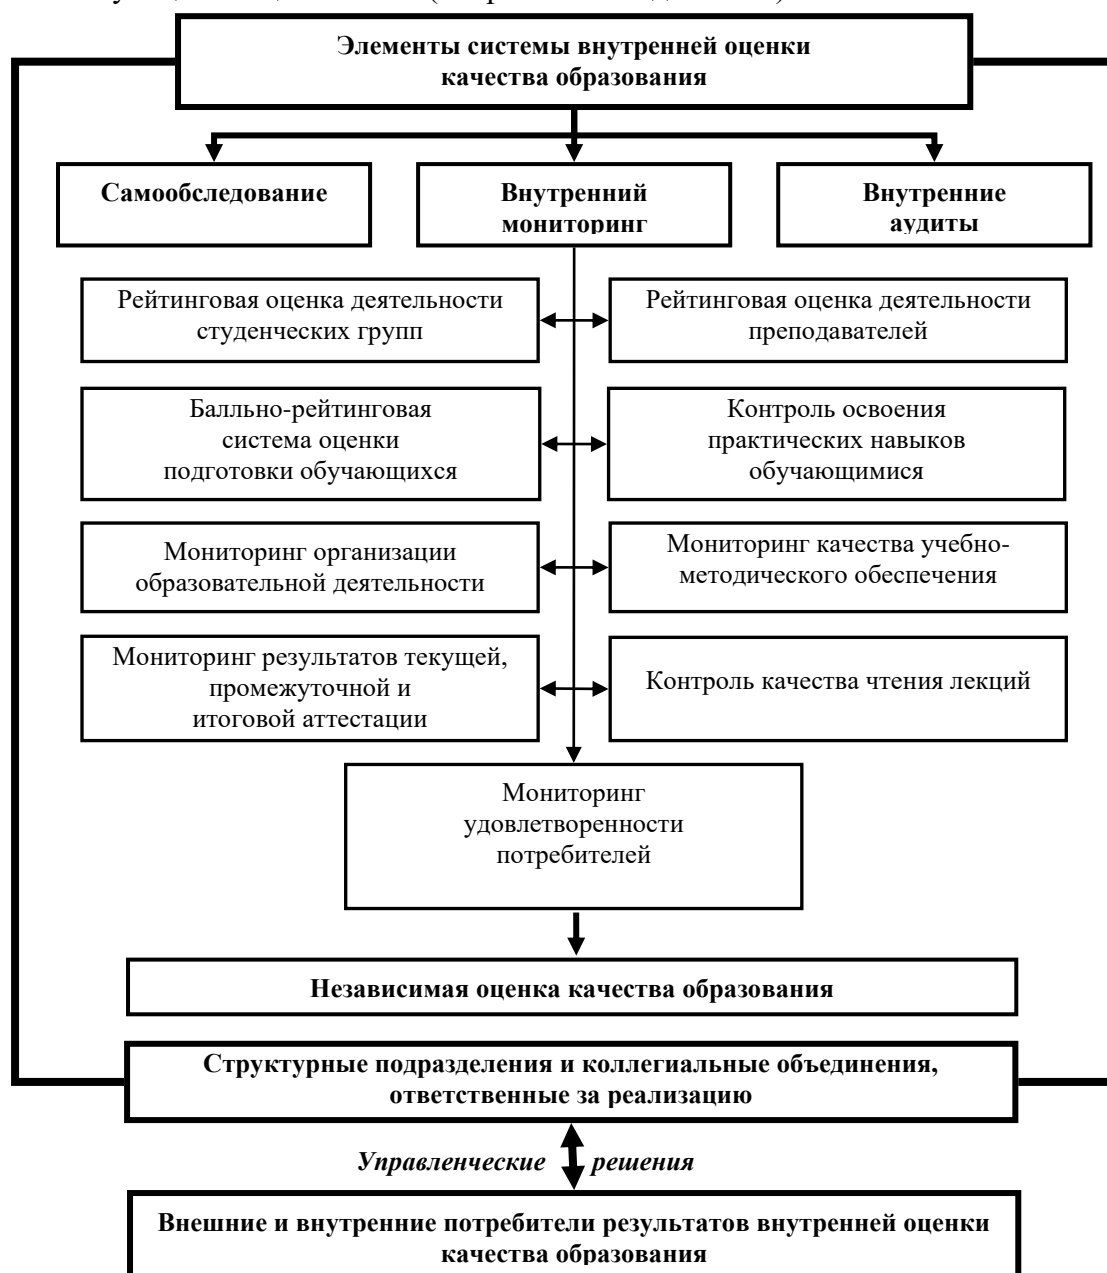 Элементы системы внутренней оценки
качества образования
Самообследование
Внутренний
мониторинг
Внутренние
аудиты
Рейтинговая оценка деятельности
студенческих групп
Рейтинговая оценка деятельности
преподавателей
Балльно-рейтинговая
система оценки
подготовки обучающихся
Контроль освоения
практических навыков
обучающимися
Мониторинг организации
образовательной деятельности
Мониторинг качества учебно-
методического обеспечения
Мониторинг результатов текущей,
промежуточной и
итоговой аттестации
Контроль качества чтения лекций
Мониторинг
удовлетворенности
потребителей
Независимая оценка качества образования
Структурные подразделения и коллегиальные объединения,
ответственные за реализацию
Управленческие решения
Внешние и внутренние потребители результатов внутренней оценки
качества образования